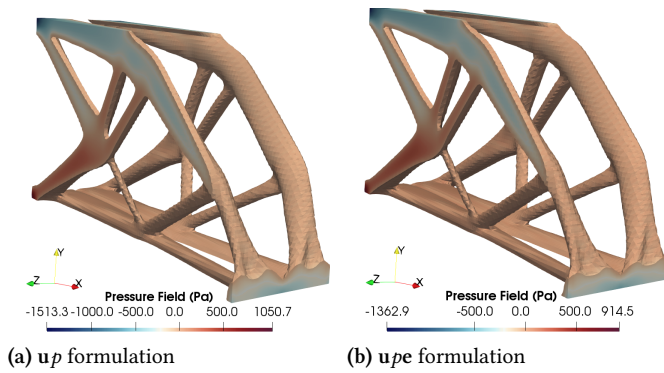 Y
Z
X
Pressure Field (Pa)
-1513.3 -1000.0 -500.0 0.0 500.0 1050.7
(a) up formulation
Y
Z
X
Pressure Field (Pa)
-1362.9 -500.0 0.0 500.0 914.5
(b) upe formulation